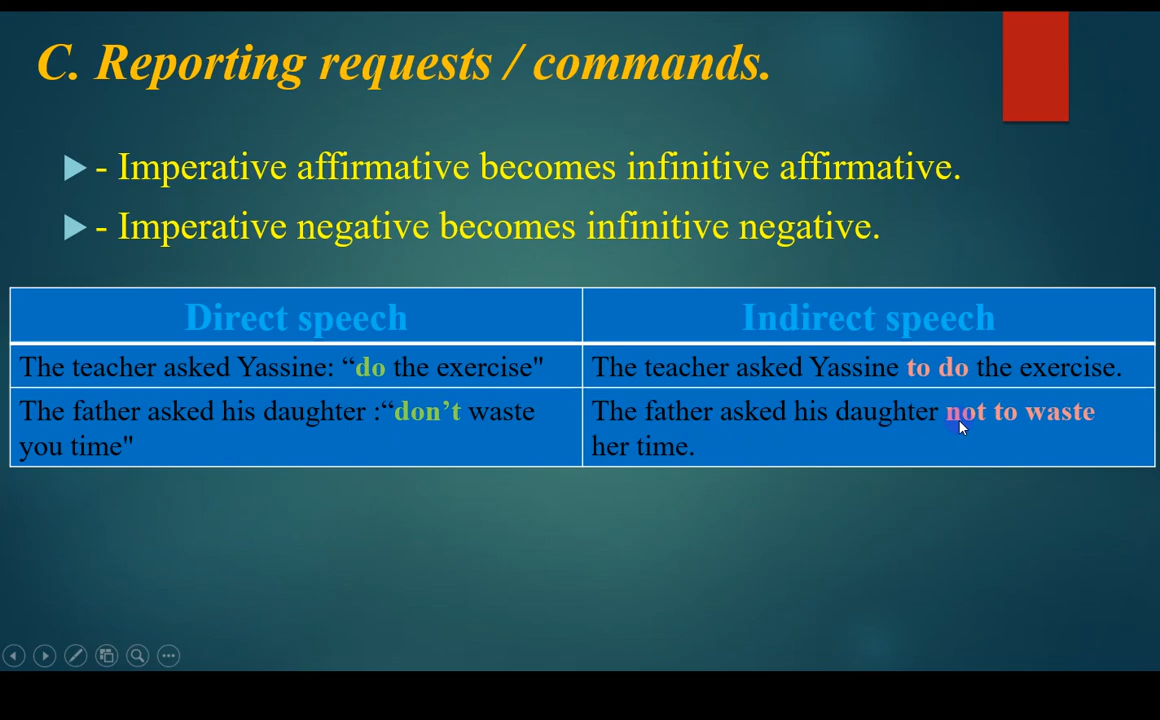 C. Reporting requests / commands.
- Imperative affirmative becomes infinitive affirmative.
- Imperative negative becomes infinitive negative.
Direct speech
Indirect speech
The teacher asked Yassine: “do the exercise"
The teacher asked Yassine to do the exercise.
The father asked his daughter :“don’t waste
you time"
The father asked his daughter not to waste
her time.